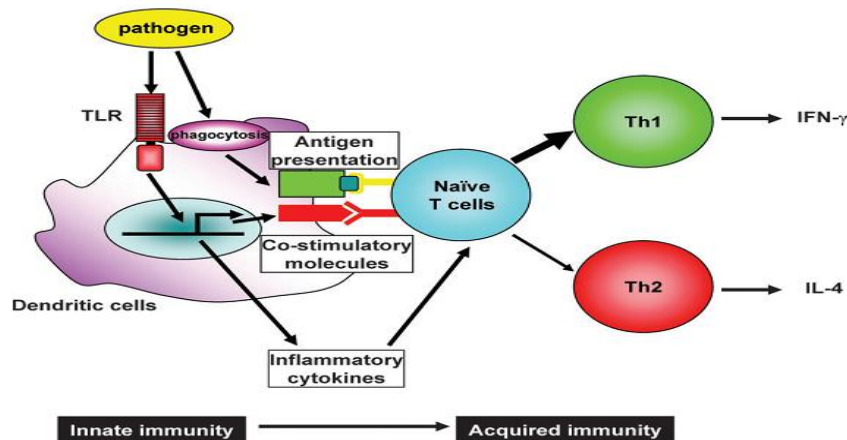 pathogen
TLR
phagocytosis
Antigen
presentation
Naïve
T cells
Co-stimulatory
molecules
Dendritic cells
Inflammatory
cytokines
Th1
IFN-γ
Th2
IL-4
Innate immunity
Acquired immunity